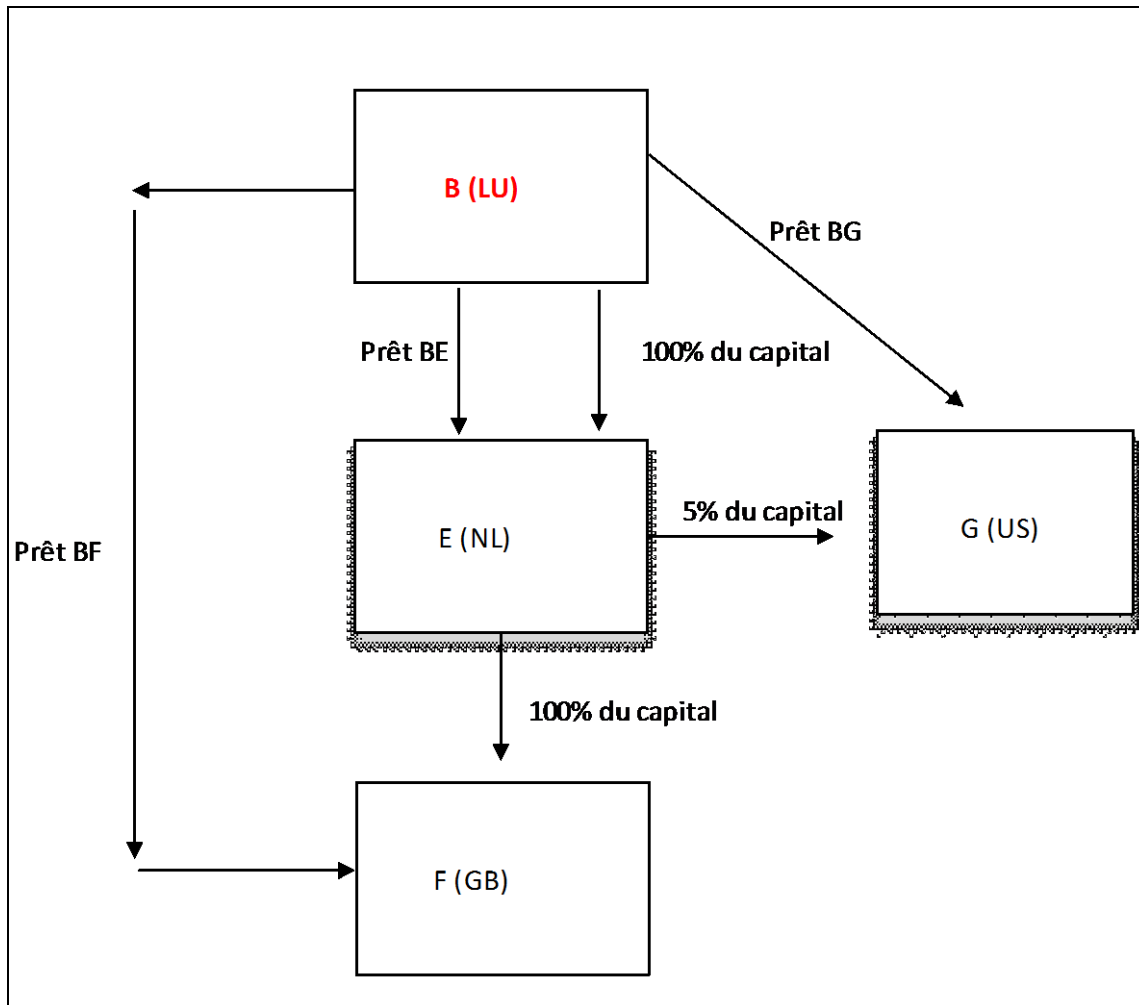 B (LU)
Prêt BG
Prêt BE
100% du capital
5% du capital
E (NL)
G (US)
Prêt BF
100% du capital
F (GB)